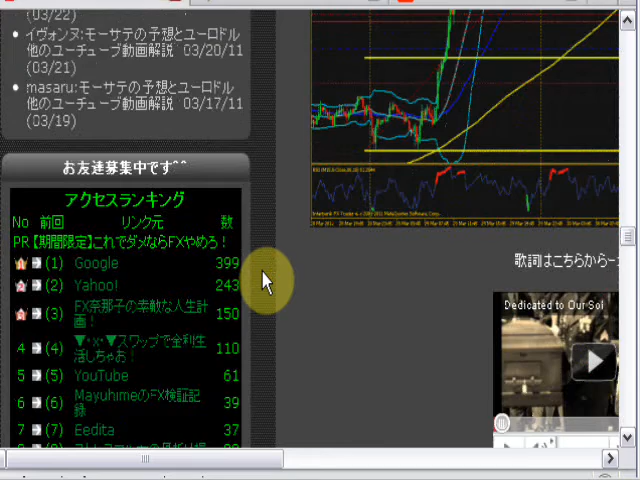 (03/22)
イヴォンヌ:モーサテの予想とユーロドル
他のユーチューブ動画解説 03/20/11
(03/21)
masaru:モーサテの予想とユーロドル
他のユーチューブ動画解説 03/17/11
(03/19)
お友達募集中です^^
アクセスランキング
No 前回 リンク元 数
PR【期間限定】これでダメならFXやめろ！
(1) Google 399
(2) Yahoo! 243
(3) FX奈那子の素敵な人生計
画！ 150
4 (4) ▼・x・▼スワップで金利生
活しちゃお！ 110
5 (5) YouTube 61
6 (6) MayuhimeのFX検証記
録 39
7 (7) Eedita 37
歌詞はこちらから
Dedicated to Our Sol